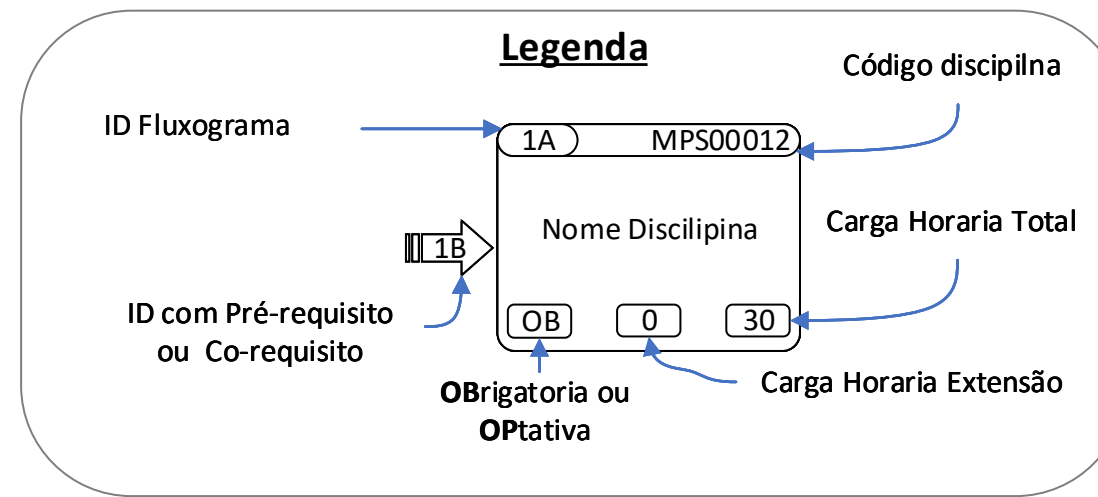 Legenda
Código discipilna
ID Fluxograma
1A MPS00012
Nome Discilipina
Carga Horaria Total
1B
ID com Pré-requisito
ou Co-requisito
OB 0 30
OBrigatoria ou
OPtativa
Carga Horaria Extensão